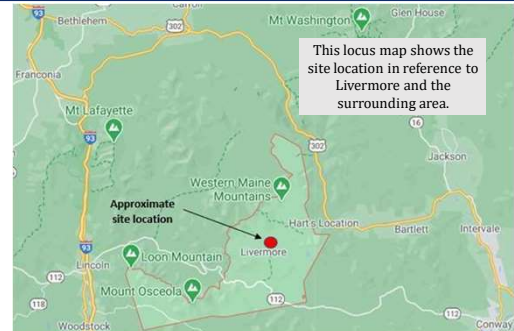 93
Bethlehem
Carroll
302
Mt Washington
Glen House
This locus map shows the
site location in reference to
Livermore and the
surrounding area.
Franconia
Mt Lafayette
93
16
302
Jackson
Western Maine
Mountains
Approximate
site location
Hart's Location
Bartlett
Intervale
93
Livermore
Lincoln
Loon Mountain
112
Mount Osceola
112
112
118
Woodstock
Conway